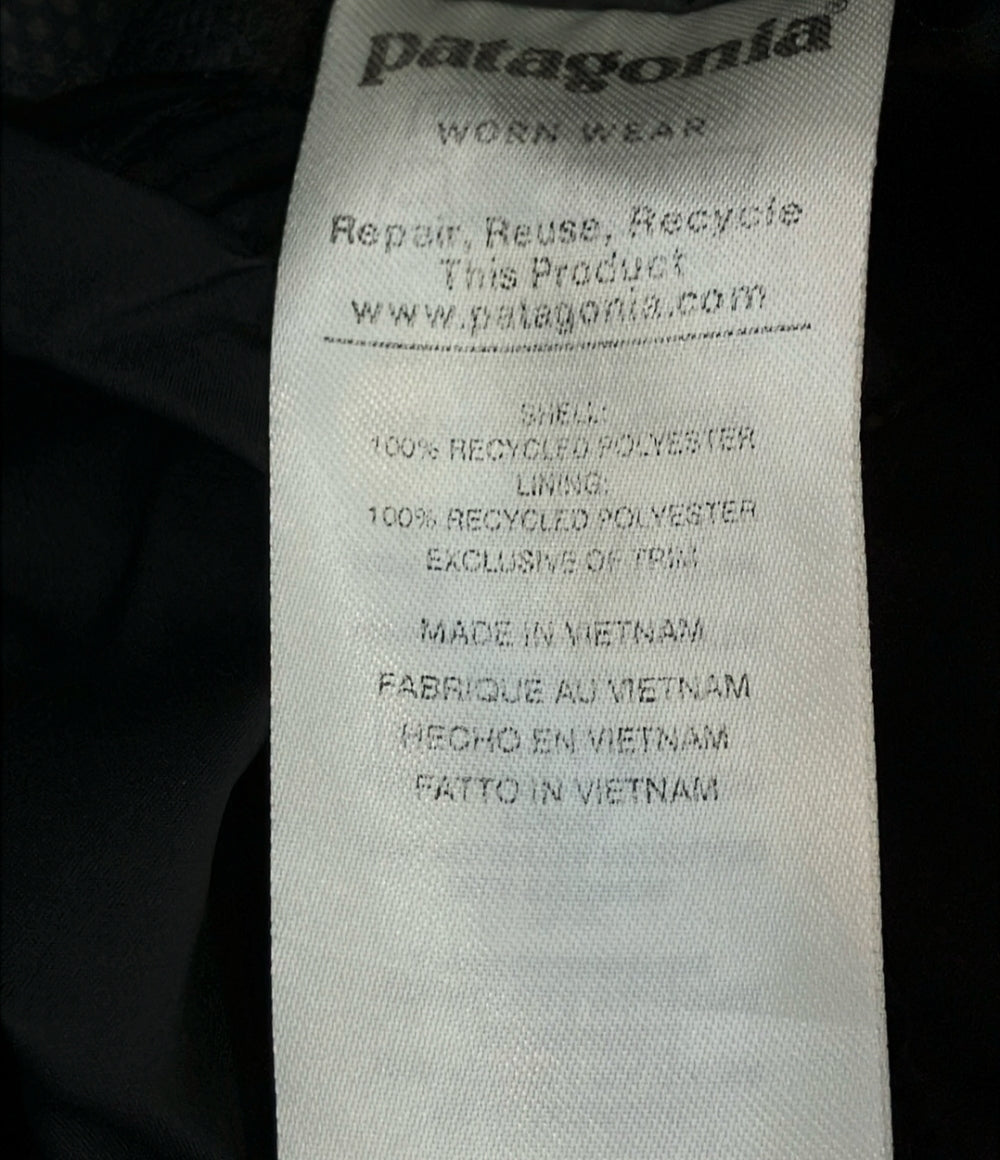 patagonia®
WORN WEAR
Repair, Reuse, Recycle
This Product
www.patagonia.com
SHELL:
100% RECYCLED POLYESTER
LINING:
100% RECYCLED POLYESTER
EXCLUSIVE OF TRIM
MADE IN VIETNAM
FABRIQUE AU VIETNAM
HECHO EN VIETNAM
FATTO IN VIETNAM